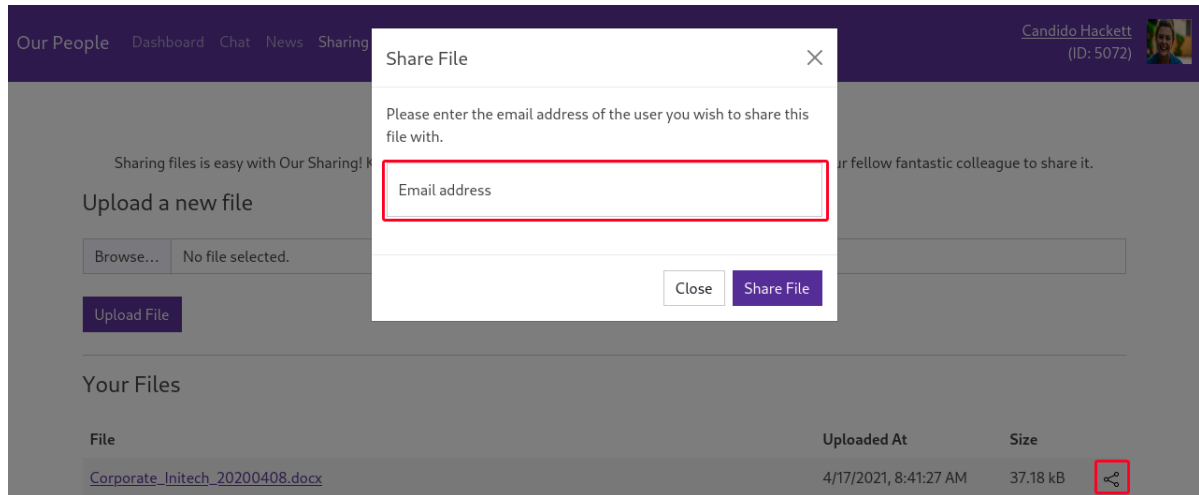 Our People Dashboard Chat News Sharing
Candido Hackett
(ID: 5072)
Share File
Please enter the email address of the user you wish to share this
file with.
Sharing files is easy with Our Sharing!
ur fellow fantastic colleague to share it.
Email address
Upload a new file
Browse... No file selected.
Close Share File
Upload File
Your Files
File Uploaded At Size
Corporate_Initech_20200408.docx 4/17/2021, 8:41:27 AM 37.18 kB